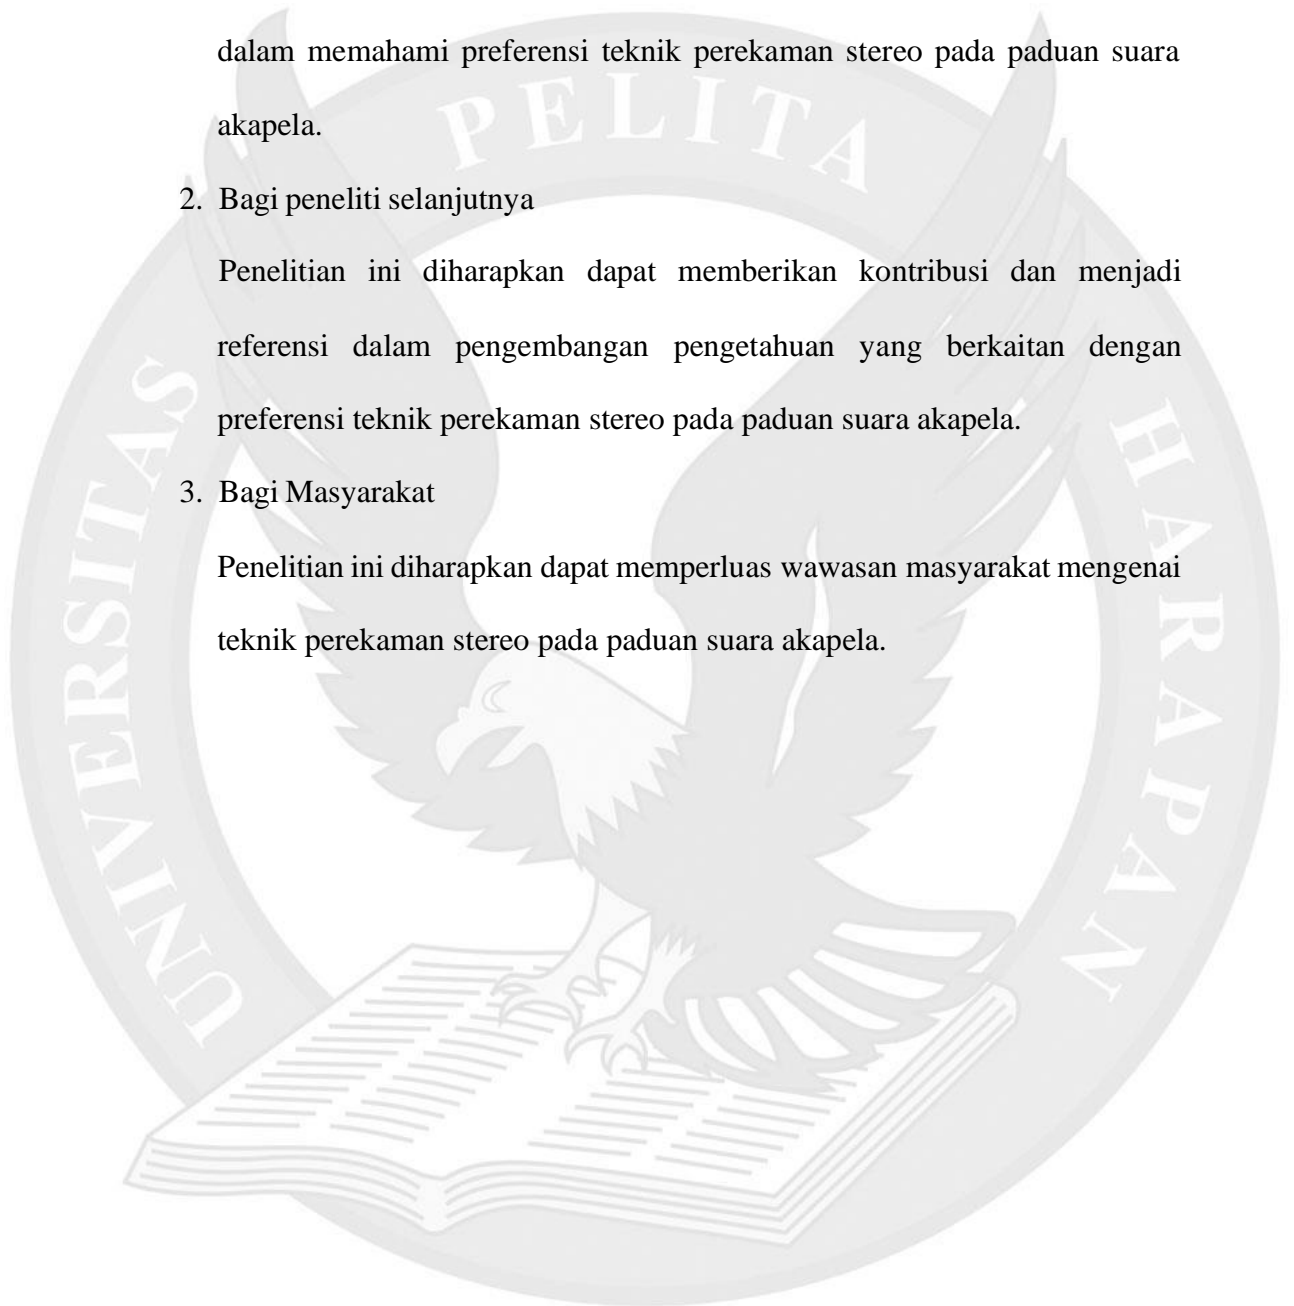 dalam memahami preferensi teknik perekaman stereo pada paduan suara
akapela.
2. Bagi peneliti selanjutnya
Penelitian ini diharapkan dapat memberikan kontribusi dan menjadi
referensi dalam pengembangan pengetahuan yang berkaitan dengan
preferensi teknik perekaman stereo pada paduan suara akapela.
3. Bagi Masyarakat
Penelitian ini diharapkan dapat memperluas wawasan masyarakat mengenai
teknik perekaman stereo pada paduan suara akapela.
UNIVERSITAS PELITA HARAPAN